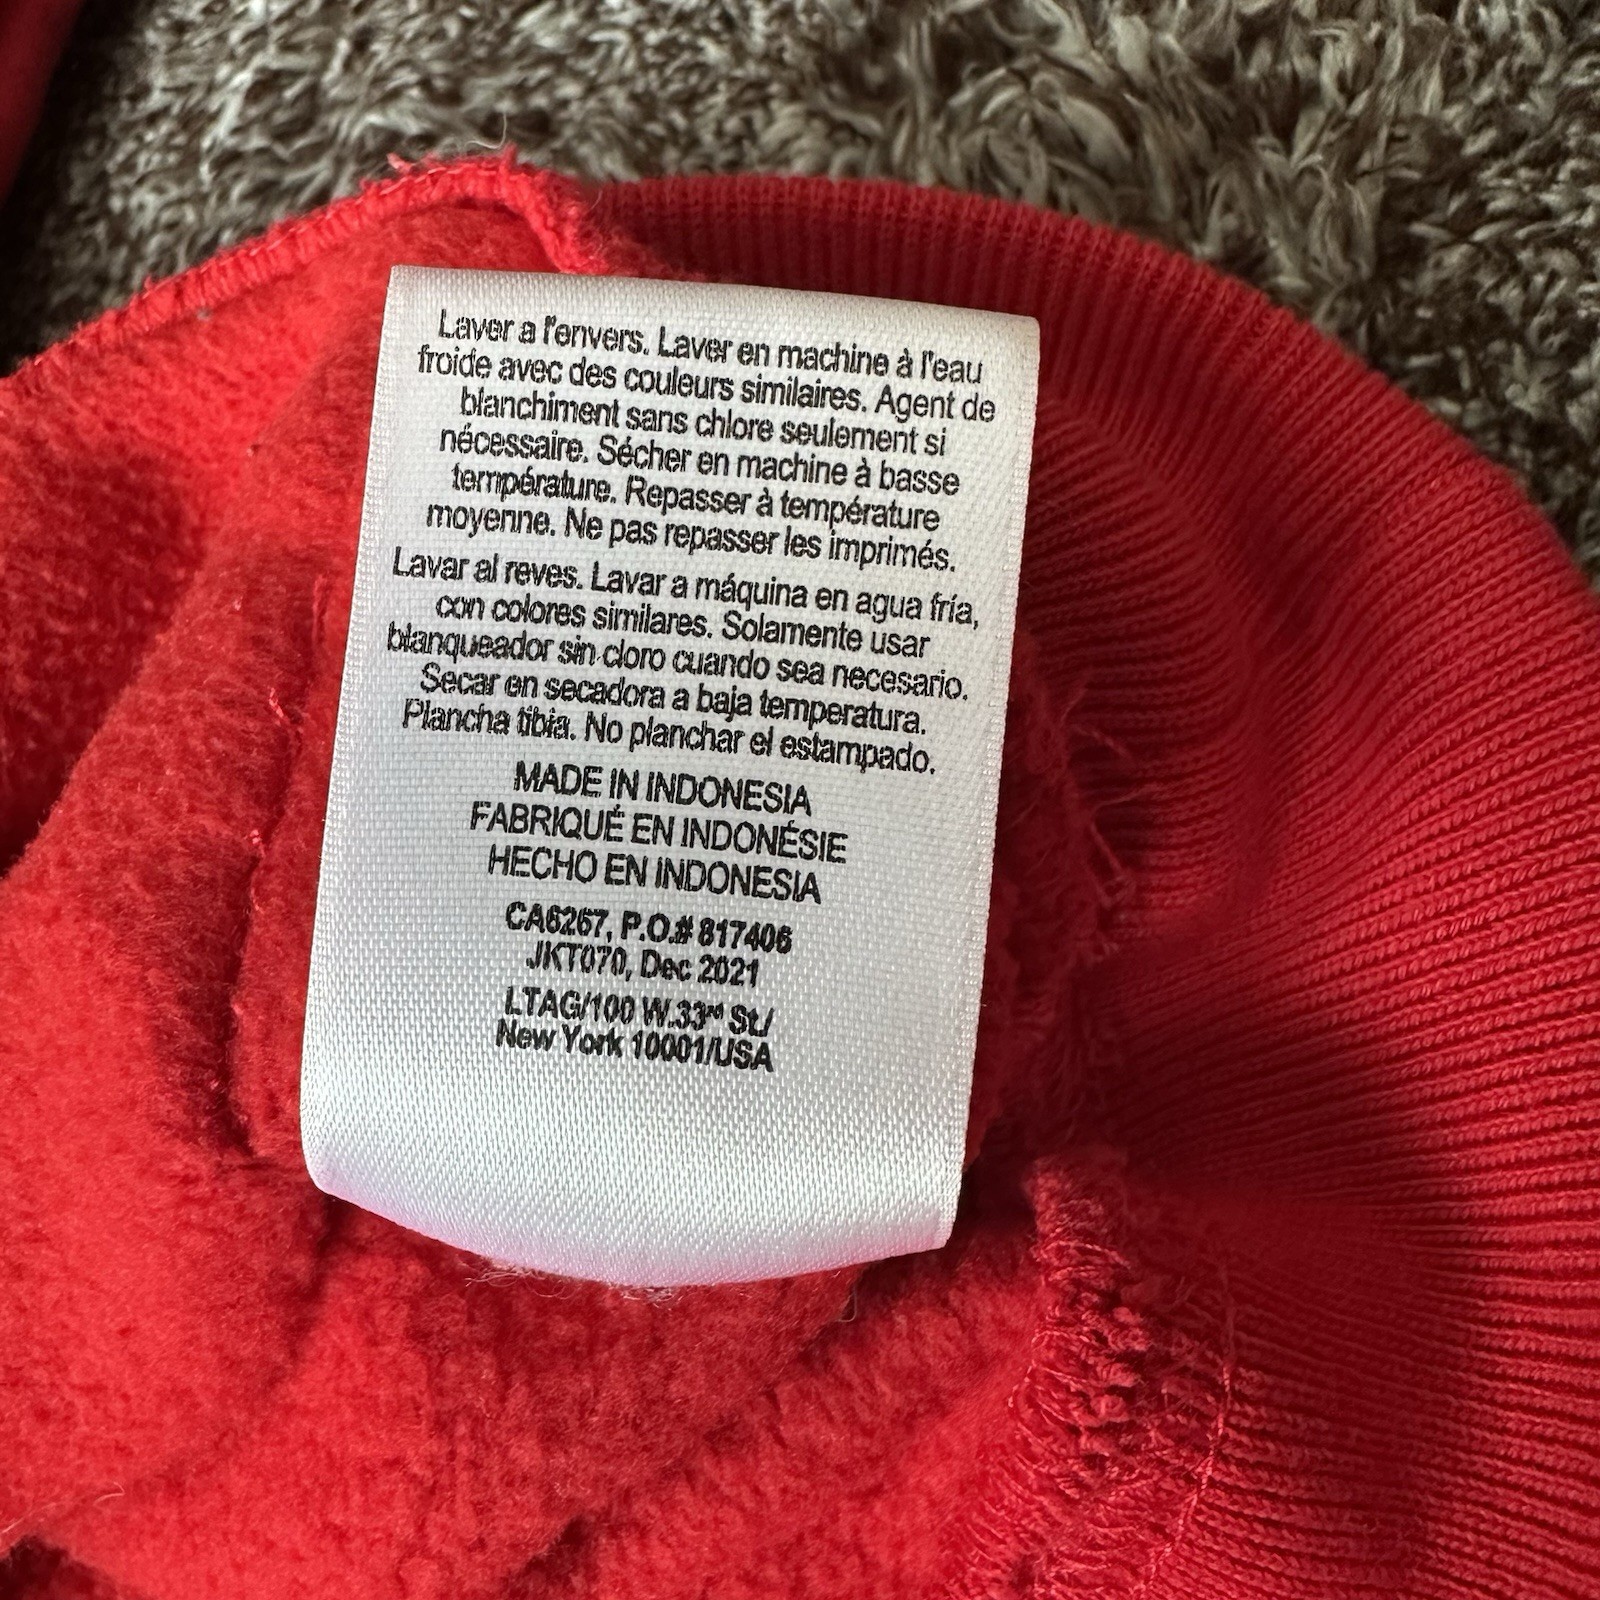 Laver a l'envers. Laver en machine à l'eau
froide avec des couleurs similaires. Agent de
blanchiment sans chlore seulement si
nécessaire. Sécher en machine à basse
température. Repasser à température
moyenne. Ne pas repasser les imprimés.
Lavar al reves. Lavar a máquina en agua fría,
con colores similares. Solamente usar
blanqueador sin cloro cuando sea necesario.
Secar en secadora a baja temperatura.
Plancha tibia. No planchar el estampado.
MADE IN INDONESIA
FABRIQUÉ EN INDONÉSIE
HECHO EN INDONESIA
CA6267, P.O.# 817406
JKT070, Dec 2021
LTAG/100 W.33rd St./
New York 10001/USA